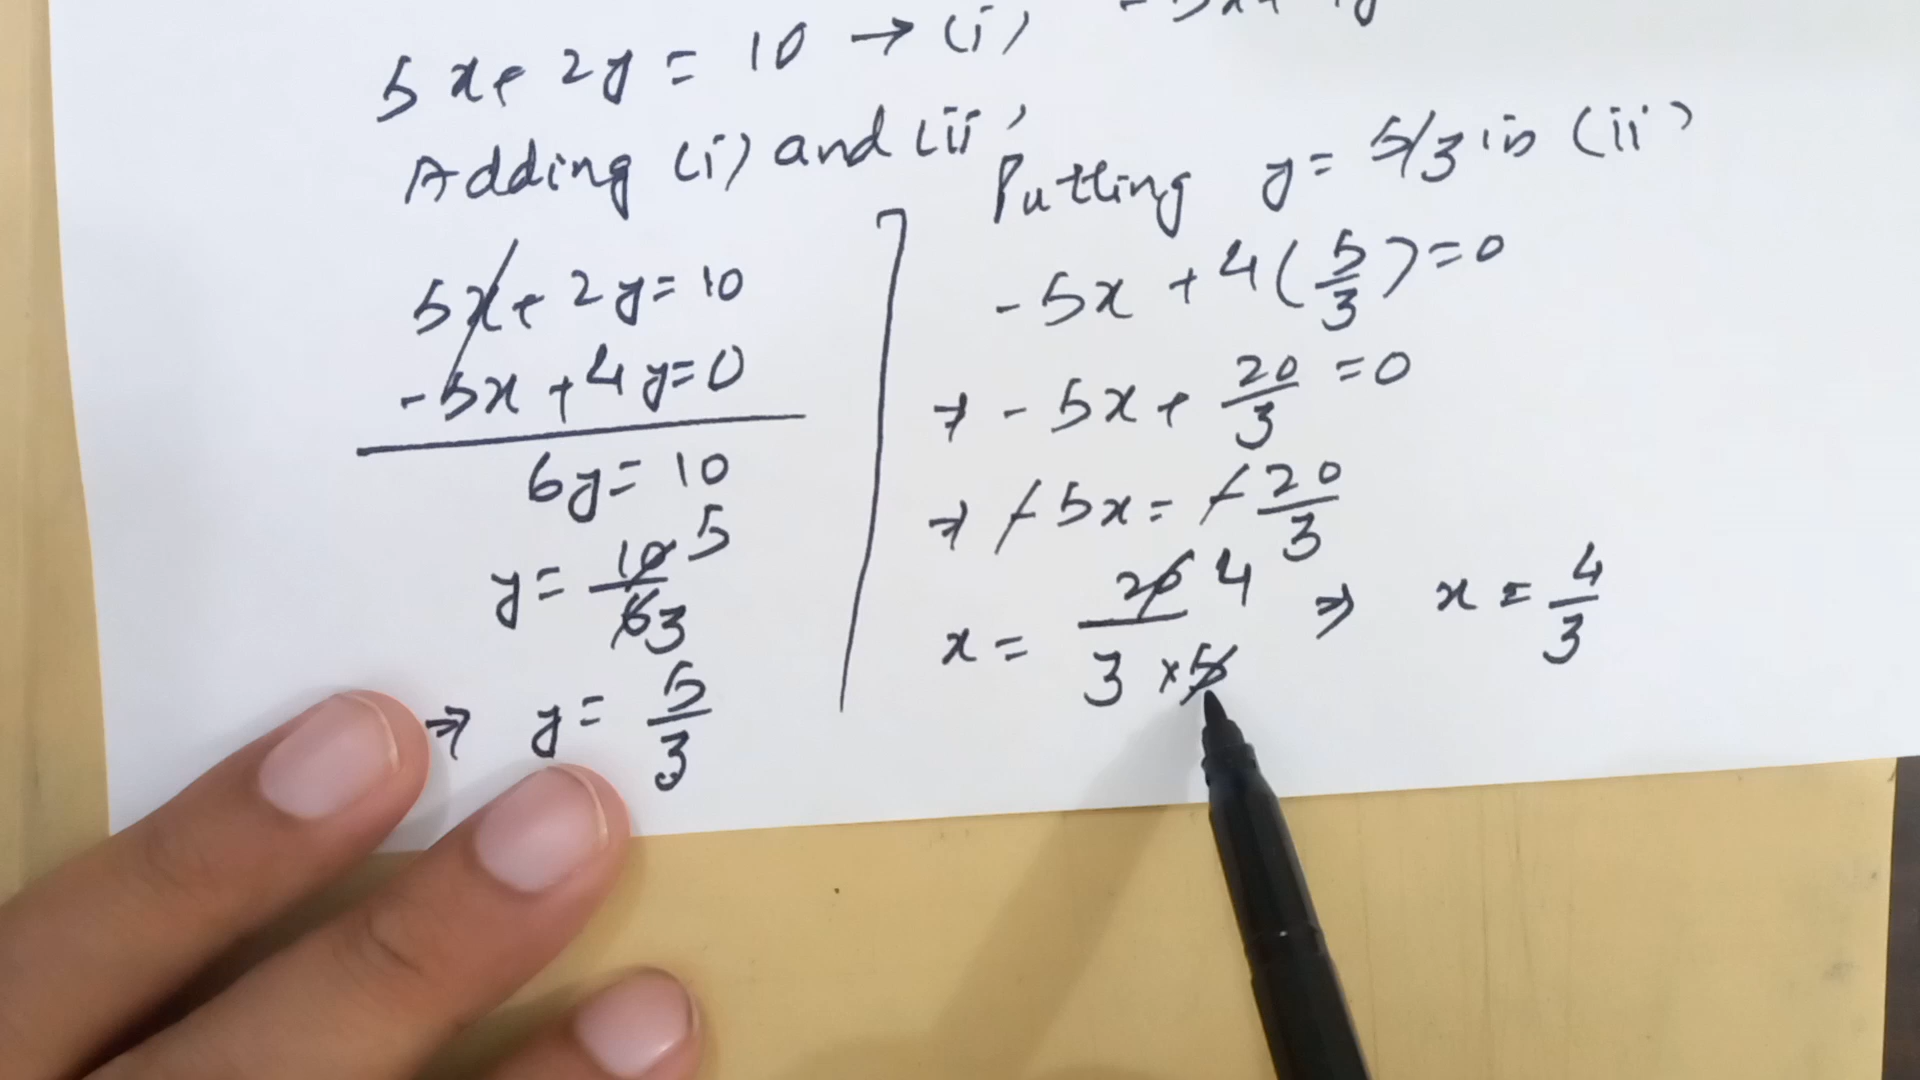 5x + 2y = 10 → (i)
Adding (i) and (ii)
5x + 2y = 10
-5x + 4y = 0
6y = 10
y = 10 5
6 3
⇒ y = 5/3
Putting y = 5/3 in (ii)
-5x + 4(5/3) = 0
⇒ -5x + 20/3 = 0
⇒ -5x = -20/3
x = 20 4 / 3 × 5 ⇒ x = 4/3